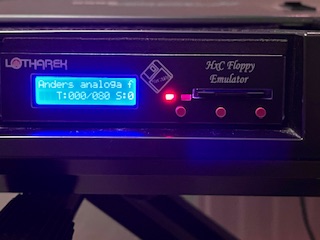 LOTHAREK
HxC Floppy
Emulator
Anders analoga f
T:000/080 S:0